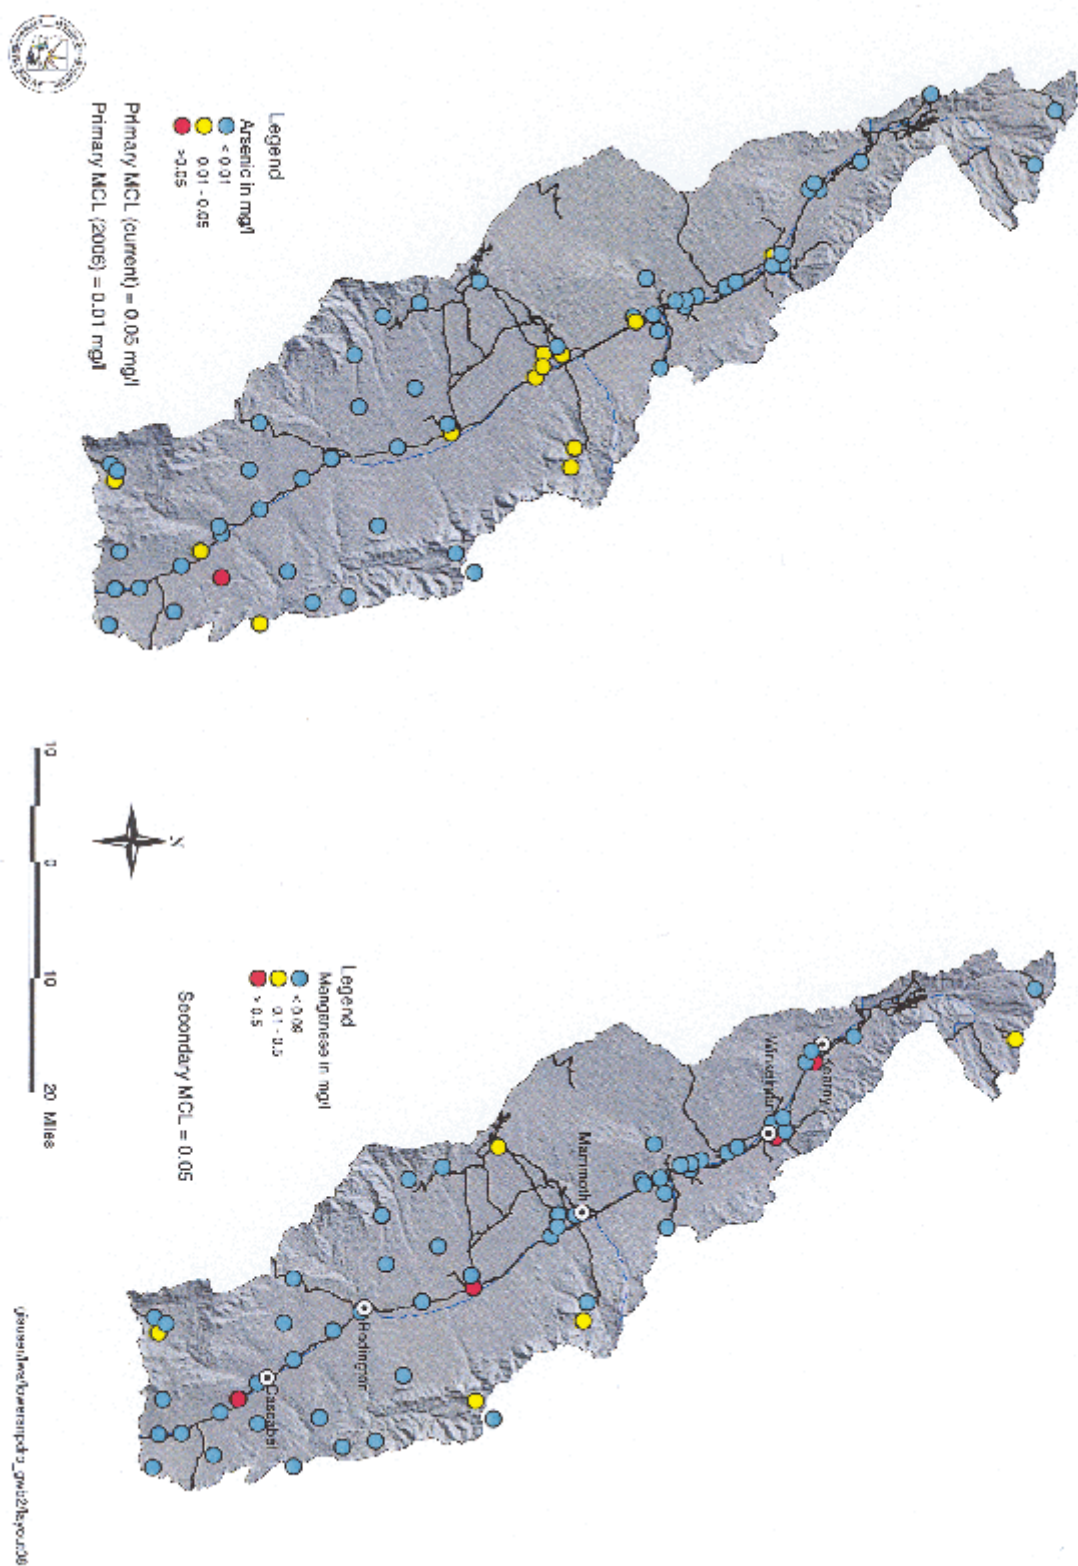 Legend
Arsenic in mg/l
< 0.01
0.01 - 0.05
>0.05
Primary MCL (current) = 0.05 mg/l
Primary MCL (2006) = 0.01 mg/l
Legend
Manganese in mg/l
0.1 - 0.5
> 0.5
Secondary MCL = 0.05
Kearny
Winkelman
Mammoth
Redington
Cascabel
N
10 0 10 20 Miles